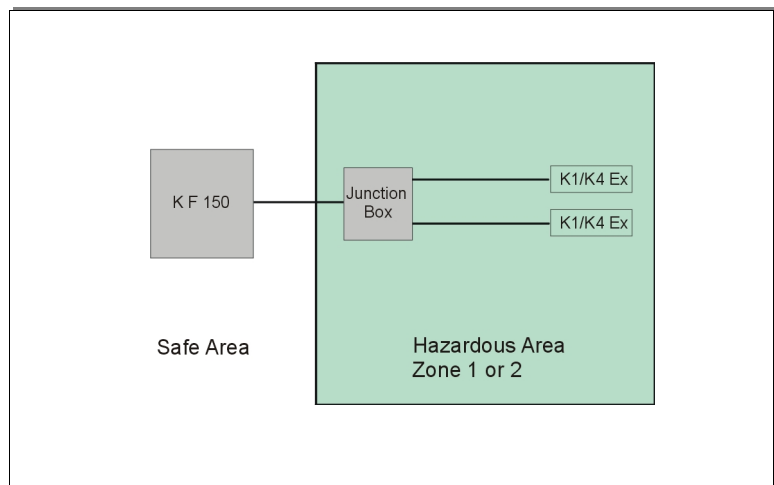 K F 150
Junction
Box
K1/K4 Ex
K1/K4 Ex
Safe Area
Hazardous Area
Zone 1 or 2